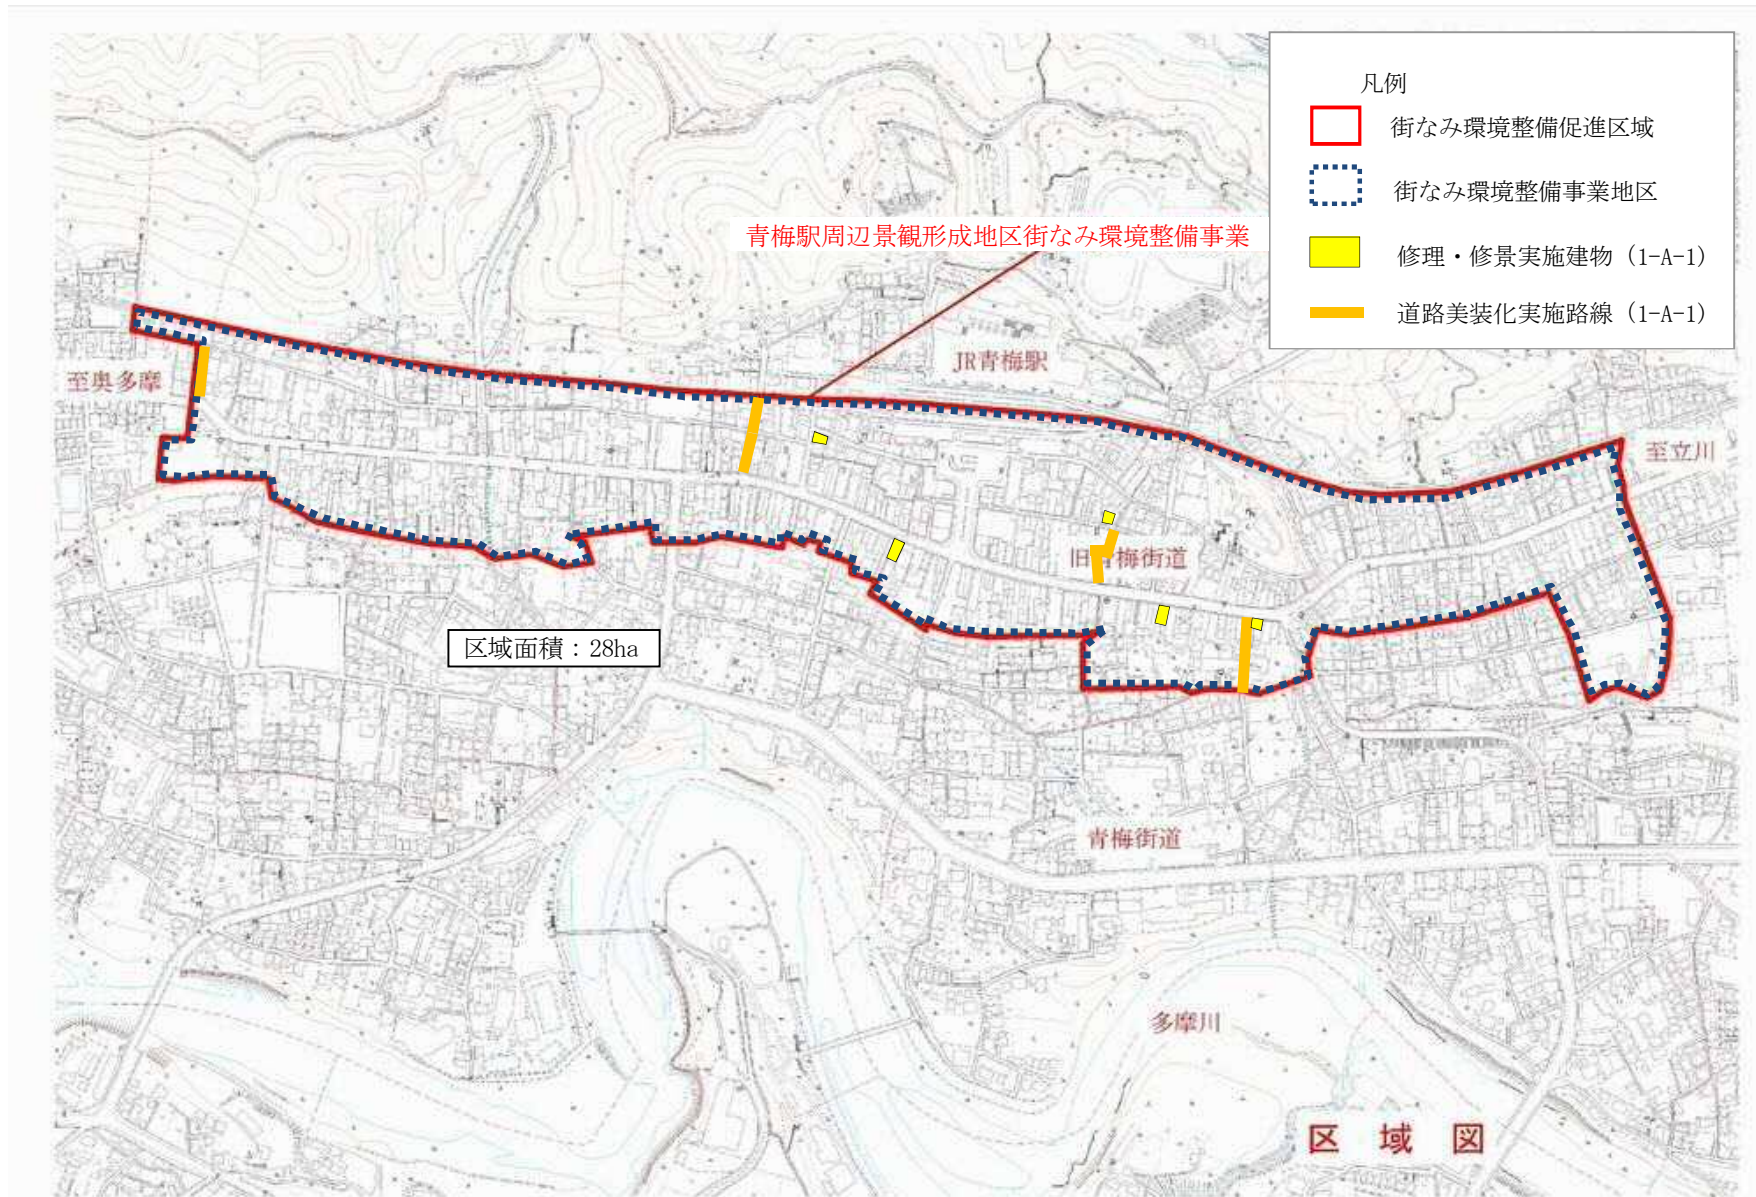 凡例
街なみ環境整備促進区域
街なみ環境整備事業地区
修理・修景実施建物（1-A-1）
道路美装化実施路線（1-A-1）
青梅駅周辺景観形成地区街なみ環境整備事業
JR青梅駅
至奥多摩
至立川
旧青梅街道
区域面積：28ha
青梅街道
多摩川
区域図